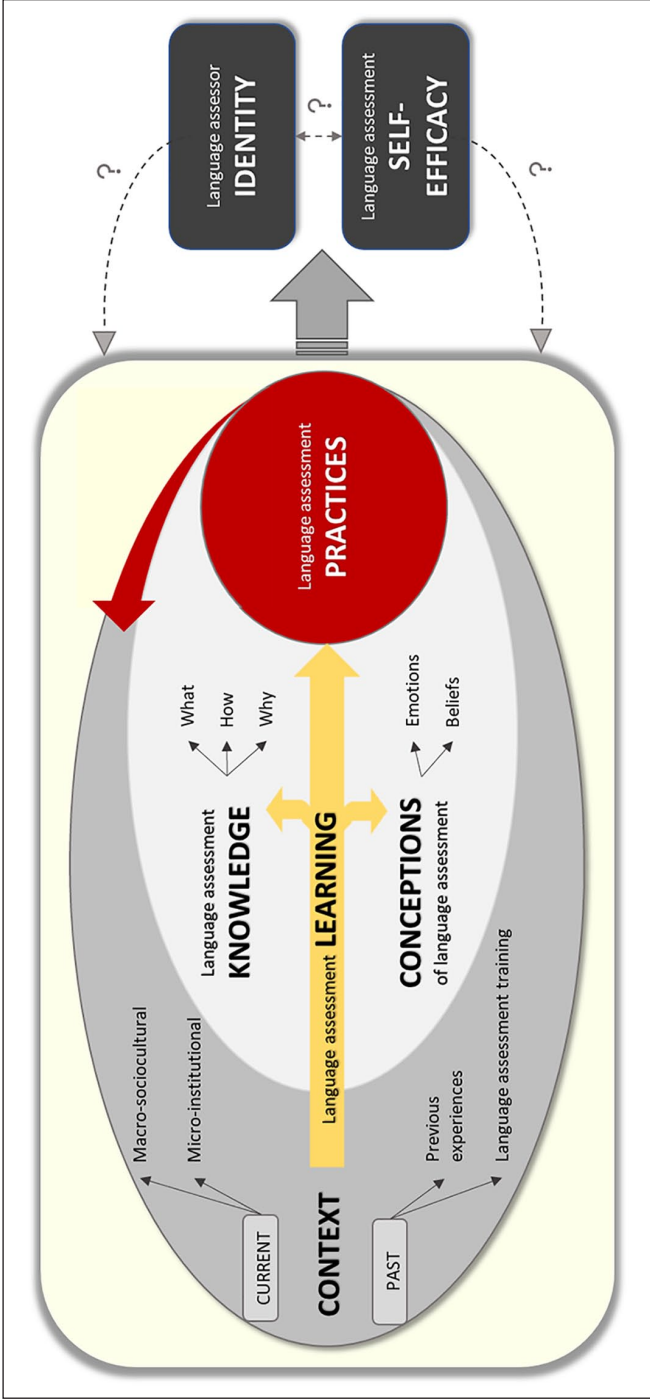 CURRENT
Macro-sociocultural
Micro-institutional
CONTEXT
PAST
Previous
experiences
Language assessment training
Language assessment
KNOWLEDGE
What
How
Why
Language assessment LEARNING
CONCEPTIONS
of language assessment
Emotions
Beliefs
Language assessment
PRACTICES
?
Language assessor
IDENTITY
?
Language assessment
SELF-
EFFICACY
?